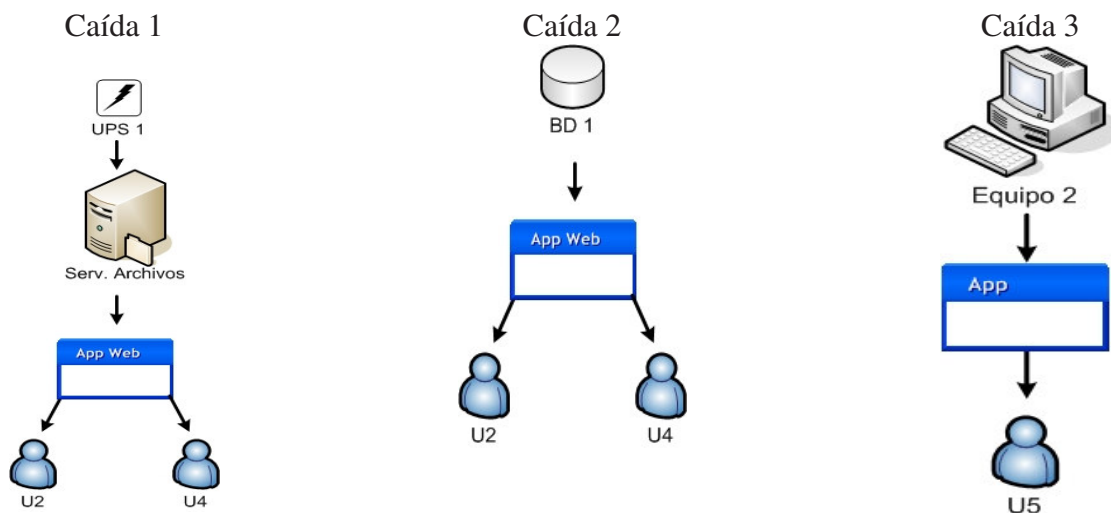 Caída 1
UPS 1
Serv. Archivos
App Web
U2
U4
Caída 2
BD 1
App Web
U2
U4
Caída 3
Equipo 2
App
U5